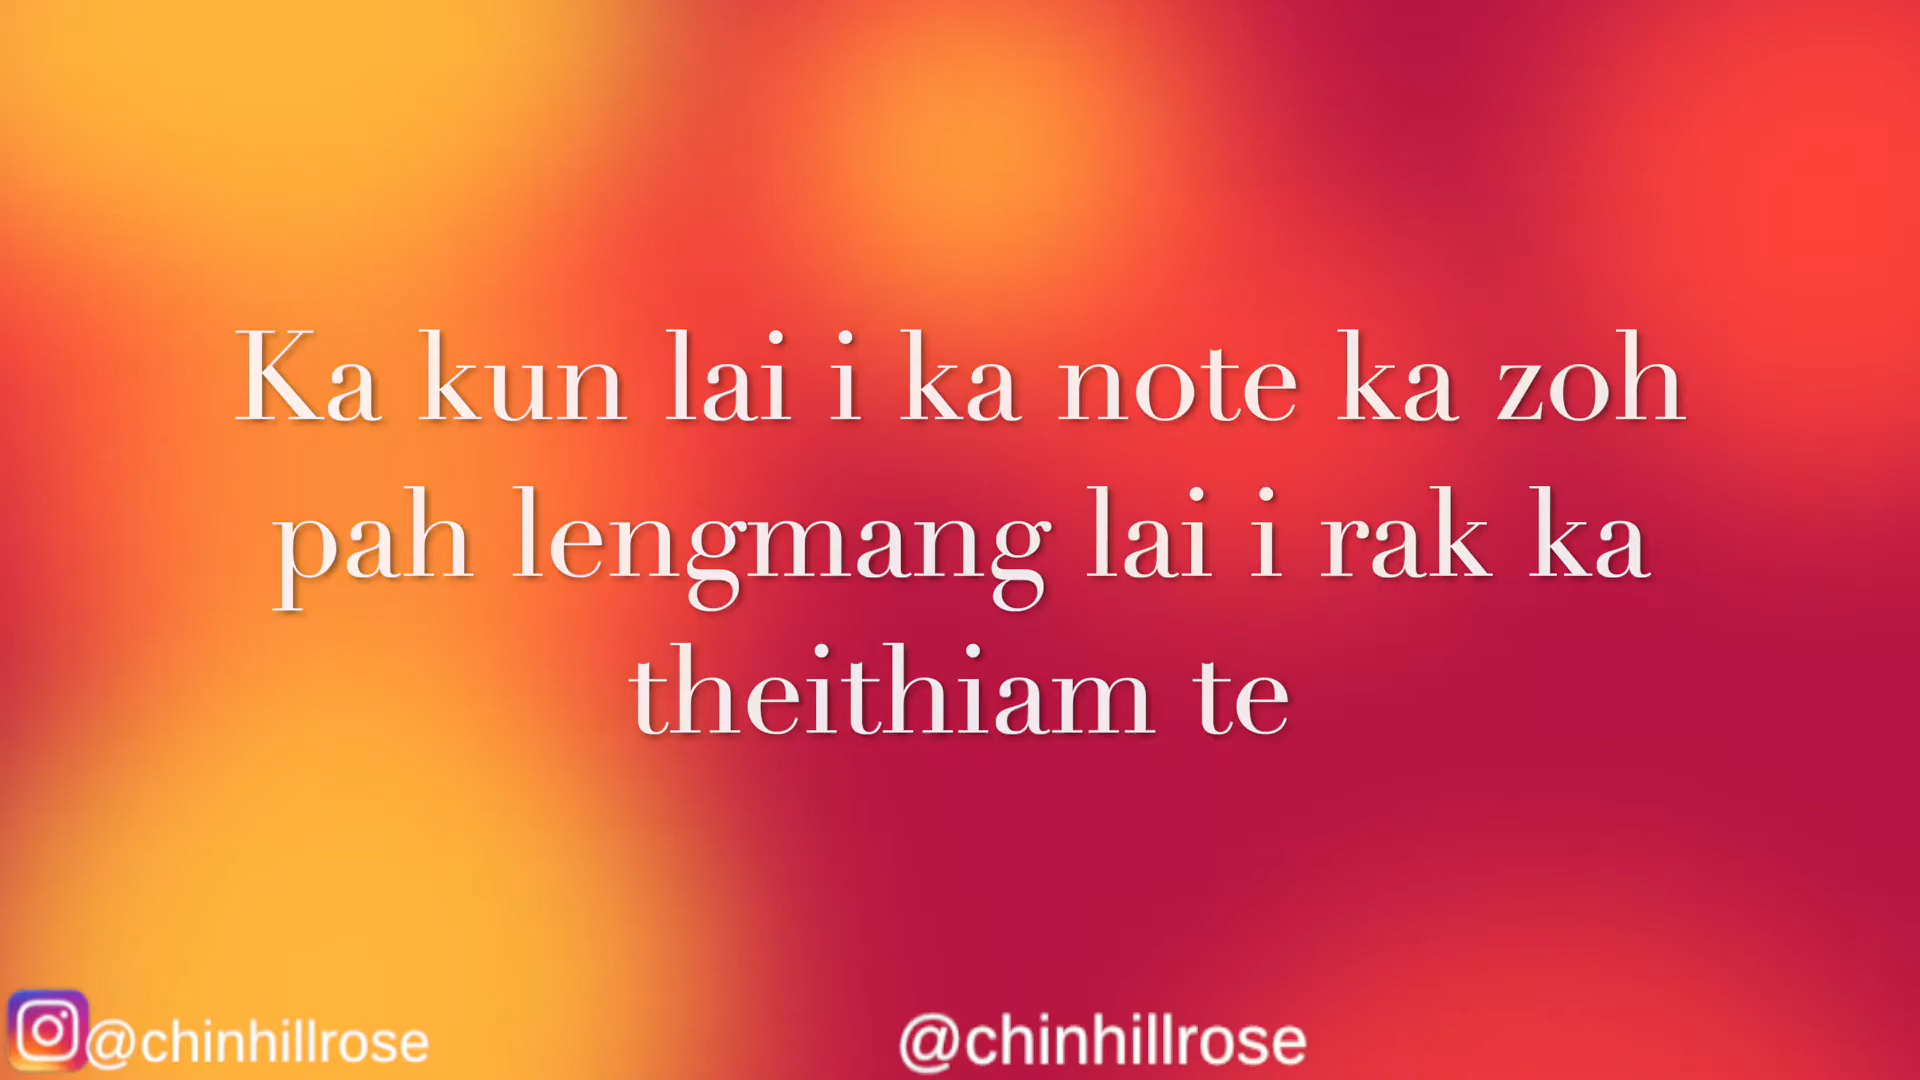 Ka kun lai i ka note ka zoh
pah lengmang lai i rak ka
theithiam te
@chinhillrose
@chinhillrose